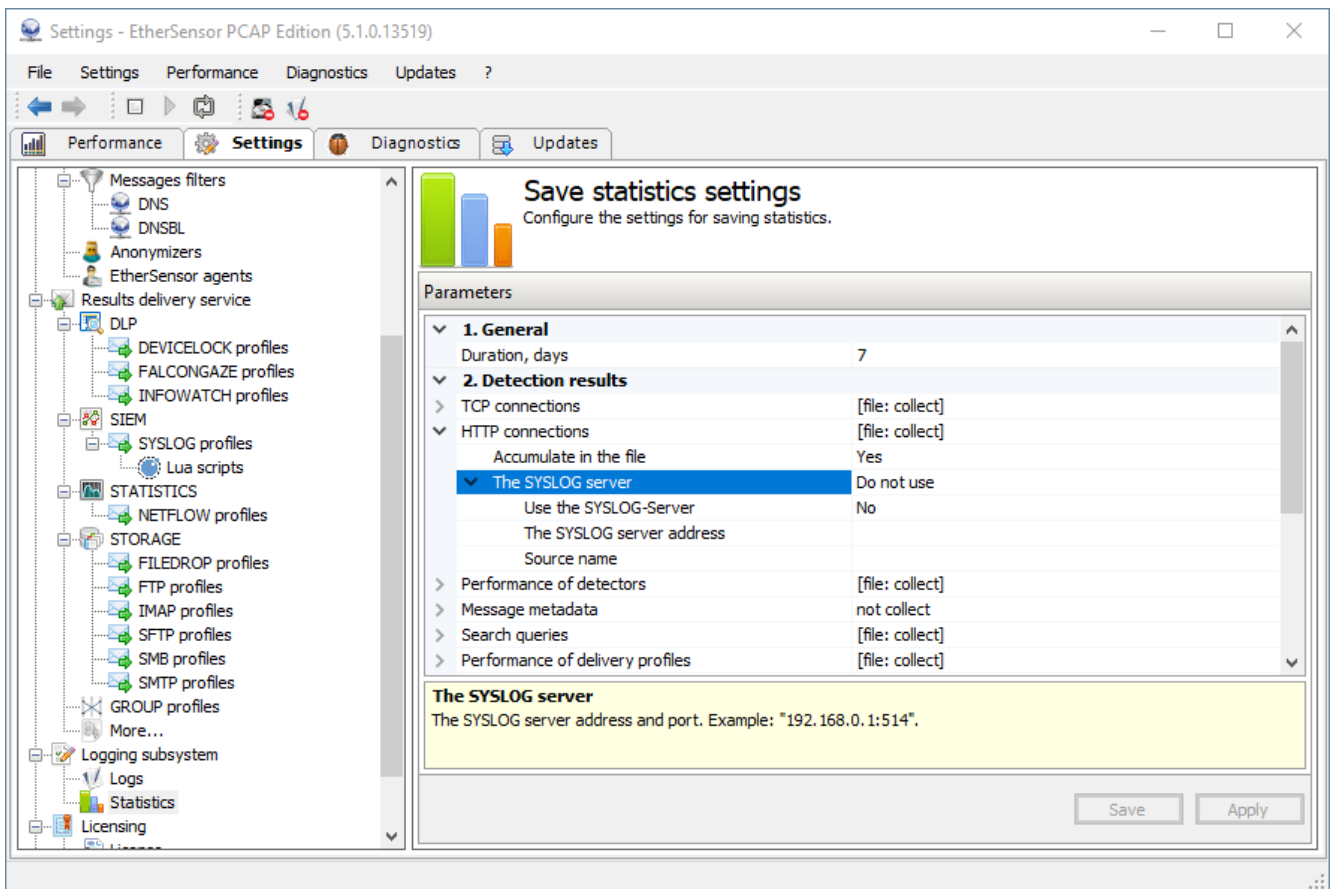 Settings - EtherSensor PCAP Edition (5.1.0.13519)
File Settings Performance Diagnostics Updates ?
Performance Settings Diagnostics Updates
Messages filters
DNS
DNSBL
Anonymizers
EtherSensor agents
Results delivery service
DLP
DEVICELOCK profiles
FALCONGAZE profiles
INFOWATCH profiles
SIEM
SYSLOG profiles
Lua scripts
STATISTICS
NETFLOW profiles
STORAGE
FILEDROP profiles
FTP profiles
IMAP profiles
SFTP profiles
SMB profiles
SMTP profiles
GROUP profiles
More...
Logging subsystem
Logs
Statistics
Licensing
Save statistics settings
Configure the settings for saving statistics.
Parameters
1. General
Duration, days 7
2. Detection results
TCP connections [file: collect]
HTTP connections [file: collect]
Accumulate in the file Yes
The SYSLOG server Do not use
Use the SYSLOG-Server No
The SYSLOG server address
Source name
Performance of detectors [file: collect]
Message metadata not collect
Search queries [file: collect]
Performance of delivery profiles [file: collect]
The SYSLOG server
The SYSLOG server address and port. Example: "192.168.0.1:514".
Save Apply